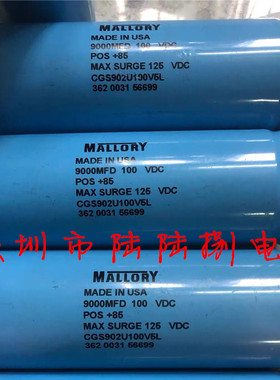 MALLORY
MADE IN USA
9000MFD 100 VDC
POS +85
MAX SURGE 125 VDC
CGS902U100V5L
362 0031 56699
MALLORY
MADE IN USA
9000MFD 100 VDC
POS +85
MAX SURGE 125 VDC
CGS902U100V5L
362 0031 56699
圳市陆陆捌电
MALLORY
MADE IN USA
9000MFD 100 VDC
POS +85
MAX SURGE 125 VDC
CGS902U100V5L
362 0031 56699